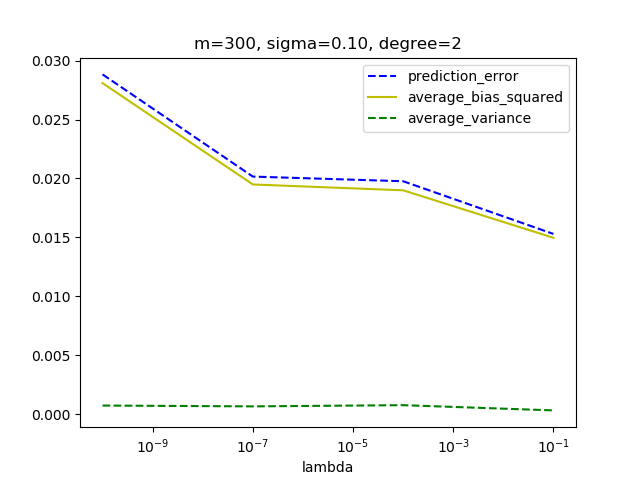 m=300, sigma=0.10, degree=2
prediction_error
average_bias_squared
average_variance
0.030
0.025
0.020
0.015
0.010
0.005
0.000
10⁻⁹ 10⁻⁷ 10⁻⁵ 10⁻³ 10⁻¹
lambda